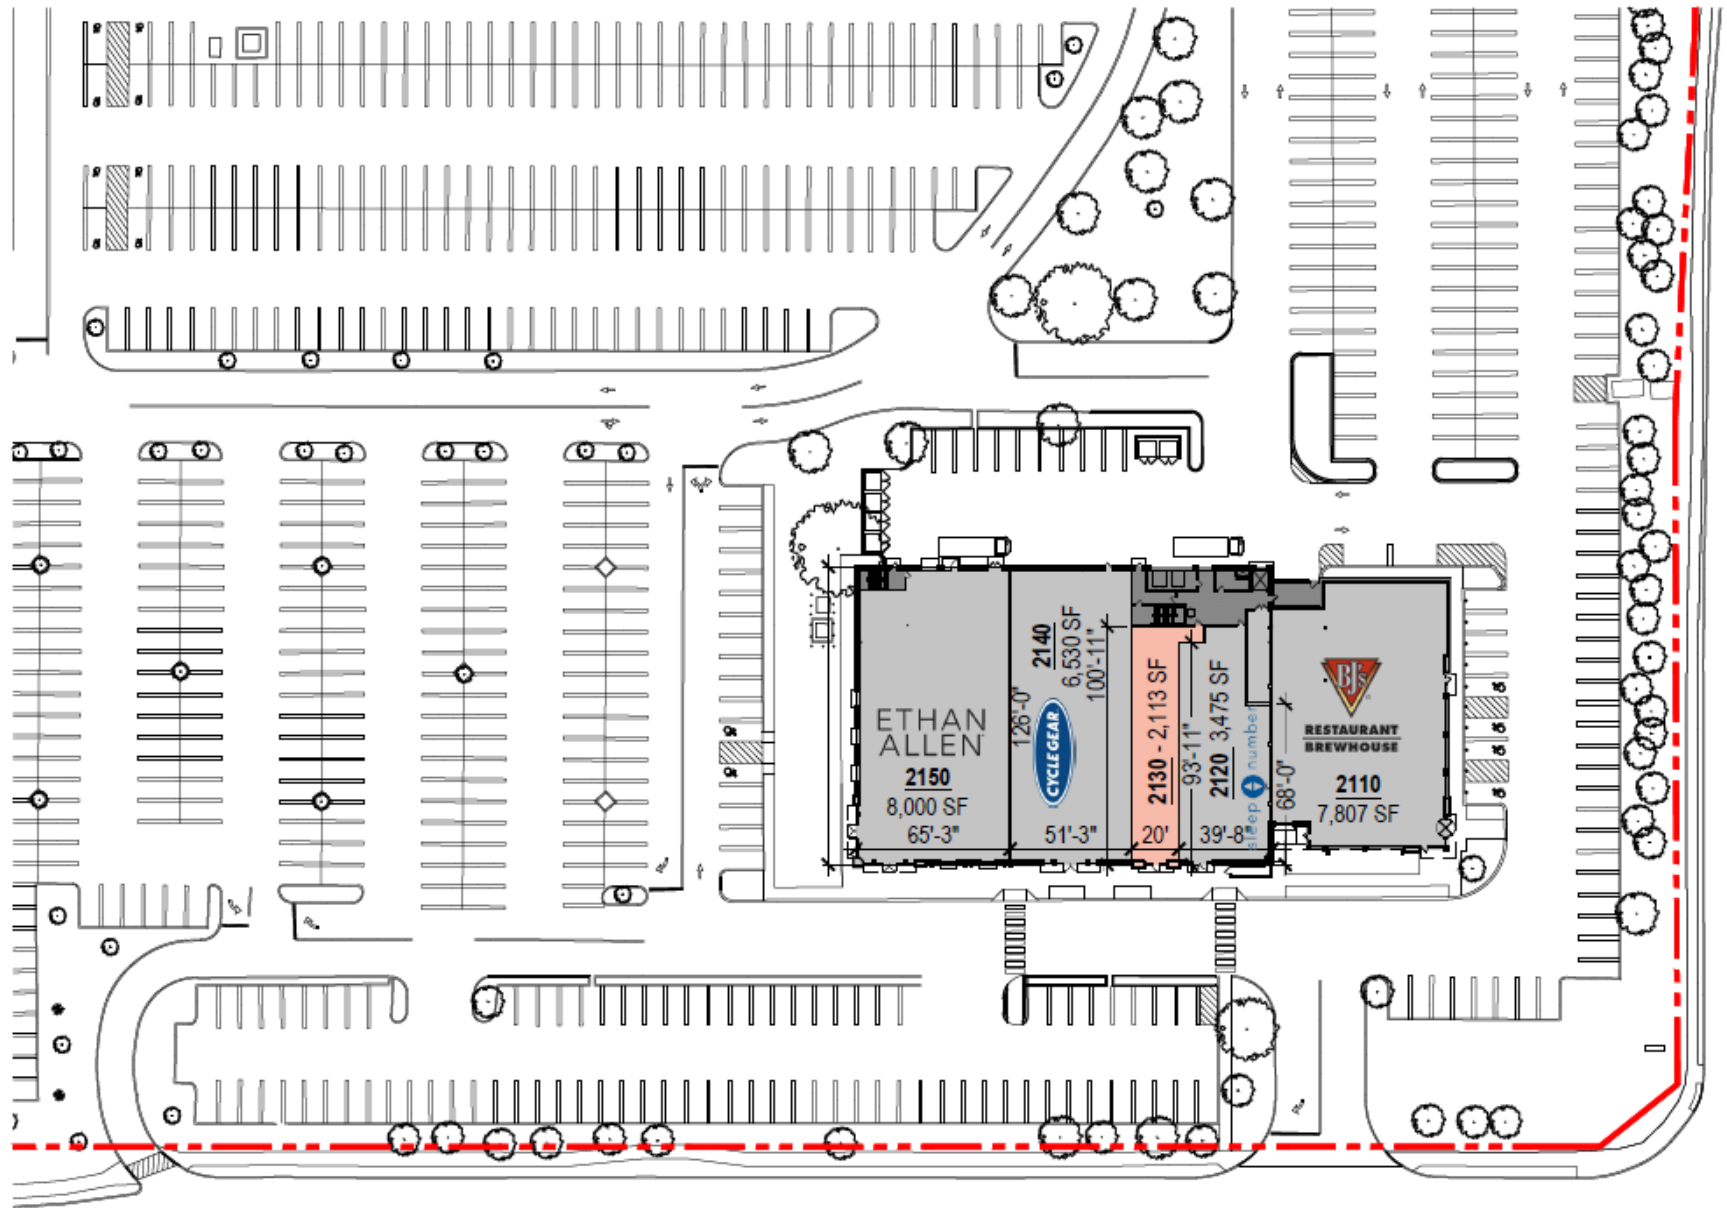 ETHAN
ALLEN
2150
8,000 SF
65'-3"
126'-0"
2140
6,530 SF
100'-11"
CYCLE GEAR
51'-3"
2130 - 2,113 SF
20'
93'-11"
2120 3,475 SF
39'-8"
sleep number
68'-0"
BJ's
RESTAURANT
BREWHOUSE
2110
7,807 SF